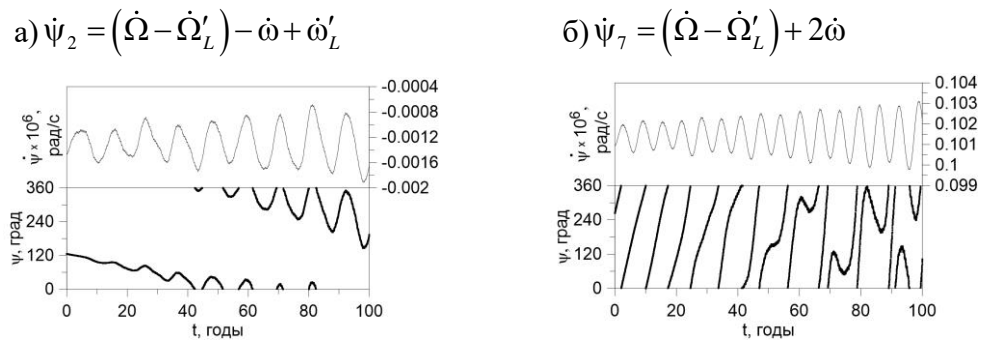 а) ψ̇₂ = (Ω̇ − Ω̇′_L) − ω̇ + ω̇′_L
б) ψ̇₇ = (Ω̇ − Ω̇′_L) + 2ω̇
ψ̇ × 10⁶, рад/с
-0.0004
-0.0008
-0.0012
-0.0016
-0.002
ψ, град
360
240
120
0
0 20 40 60 80 100
t, годы
ψ̇ × 10⁶, рад/с
0.104
0.103
0.102
0.101
0.1
0.099
ψ, град
360
240
120
0
0 20 40 60 80 100
t, годы